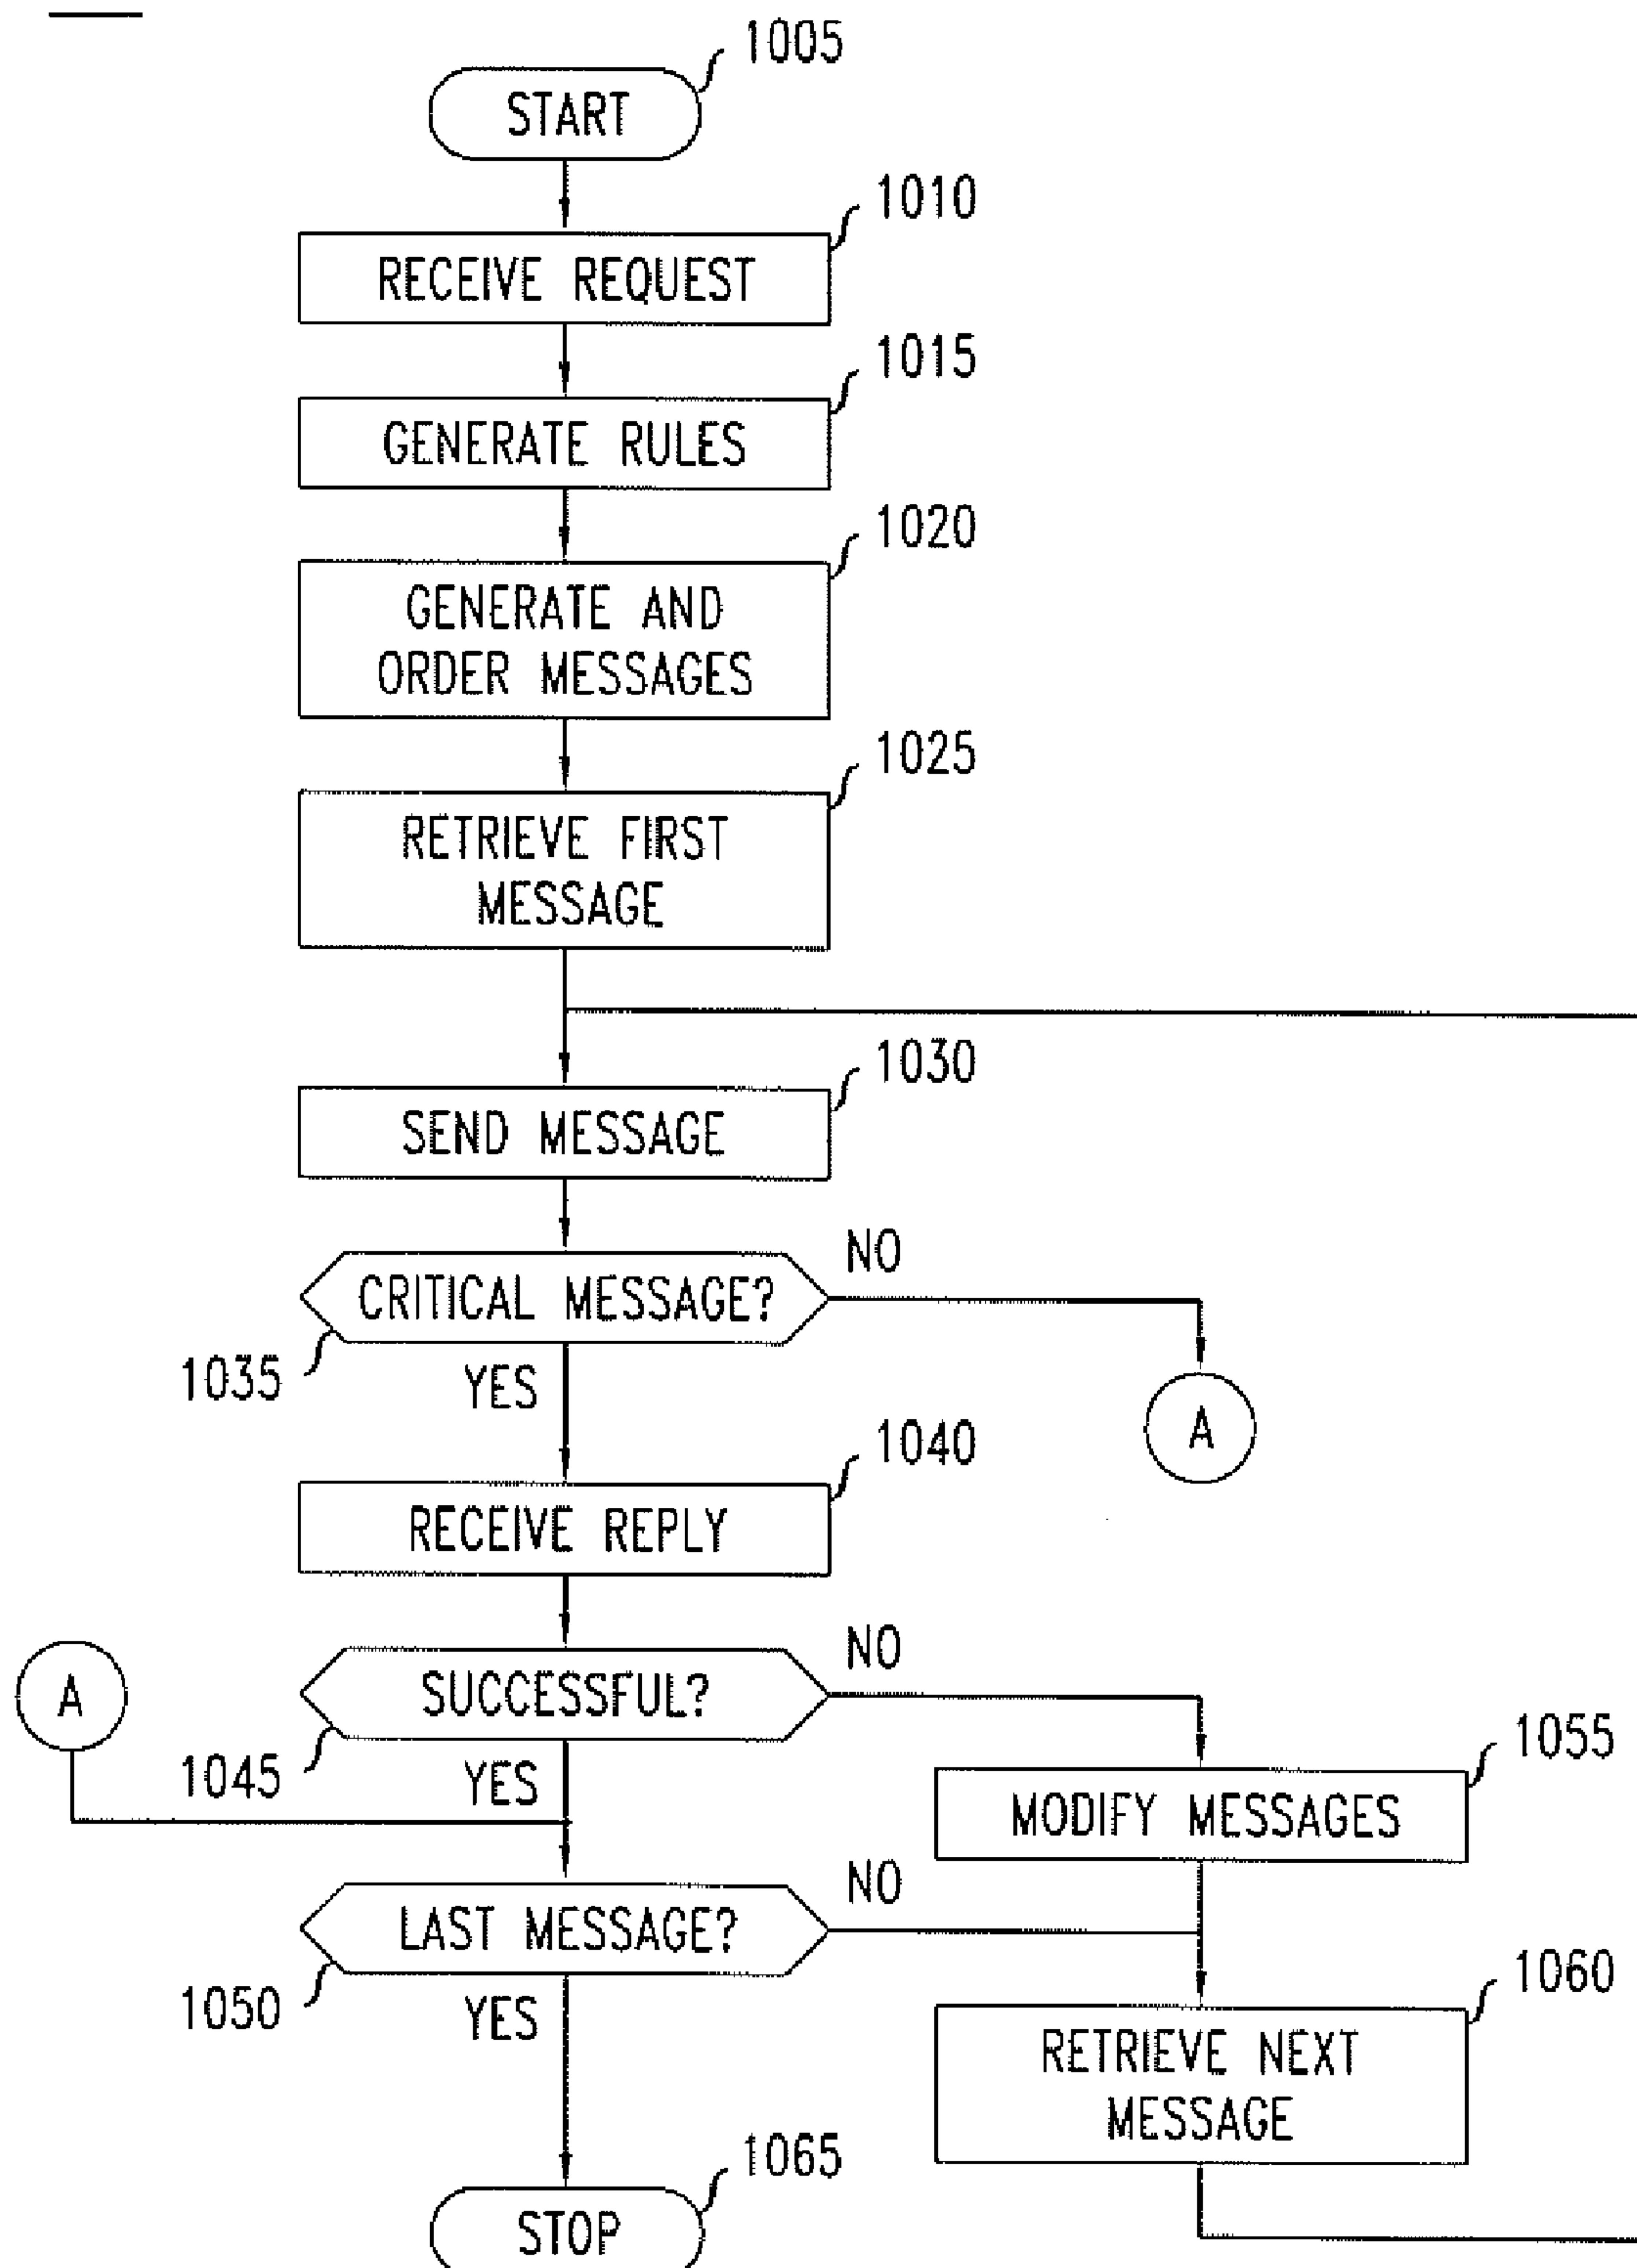 1005
START
1010
RECEIVE REQUEST
1015
GENERATE RULES
1020
GENERATE AND
ORDER MESSAGES
1025
RETRIEVE FIRST
MESSAGE
1030
SEND MESSAGE
NO
CRITICAL MESSAGE?
1035
YES
A
1040
RECEIVE REPLY
NO
A
SUCCESSFUL?
1045
YES
1055
MODIFY MESSAGES
NO
LAST MESSAGE?
1050
YES
1060
RETRIEVE NEXT
MESSAGE
1065
STOP